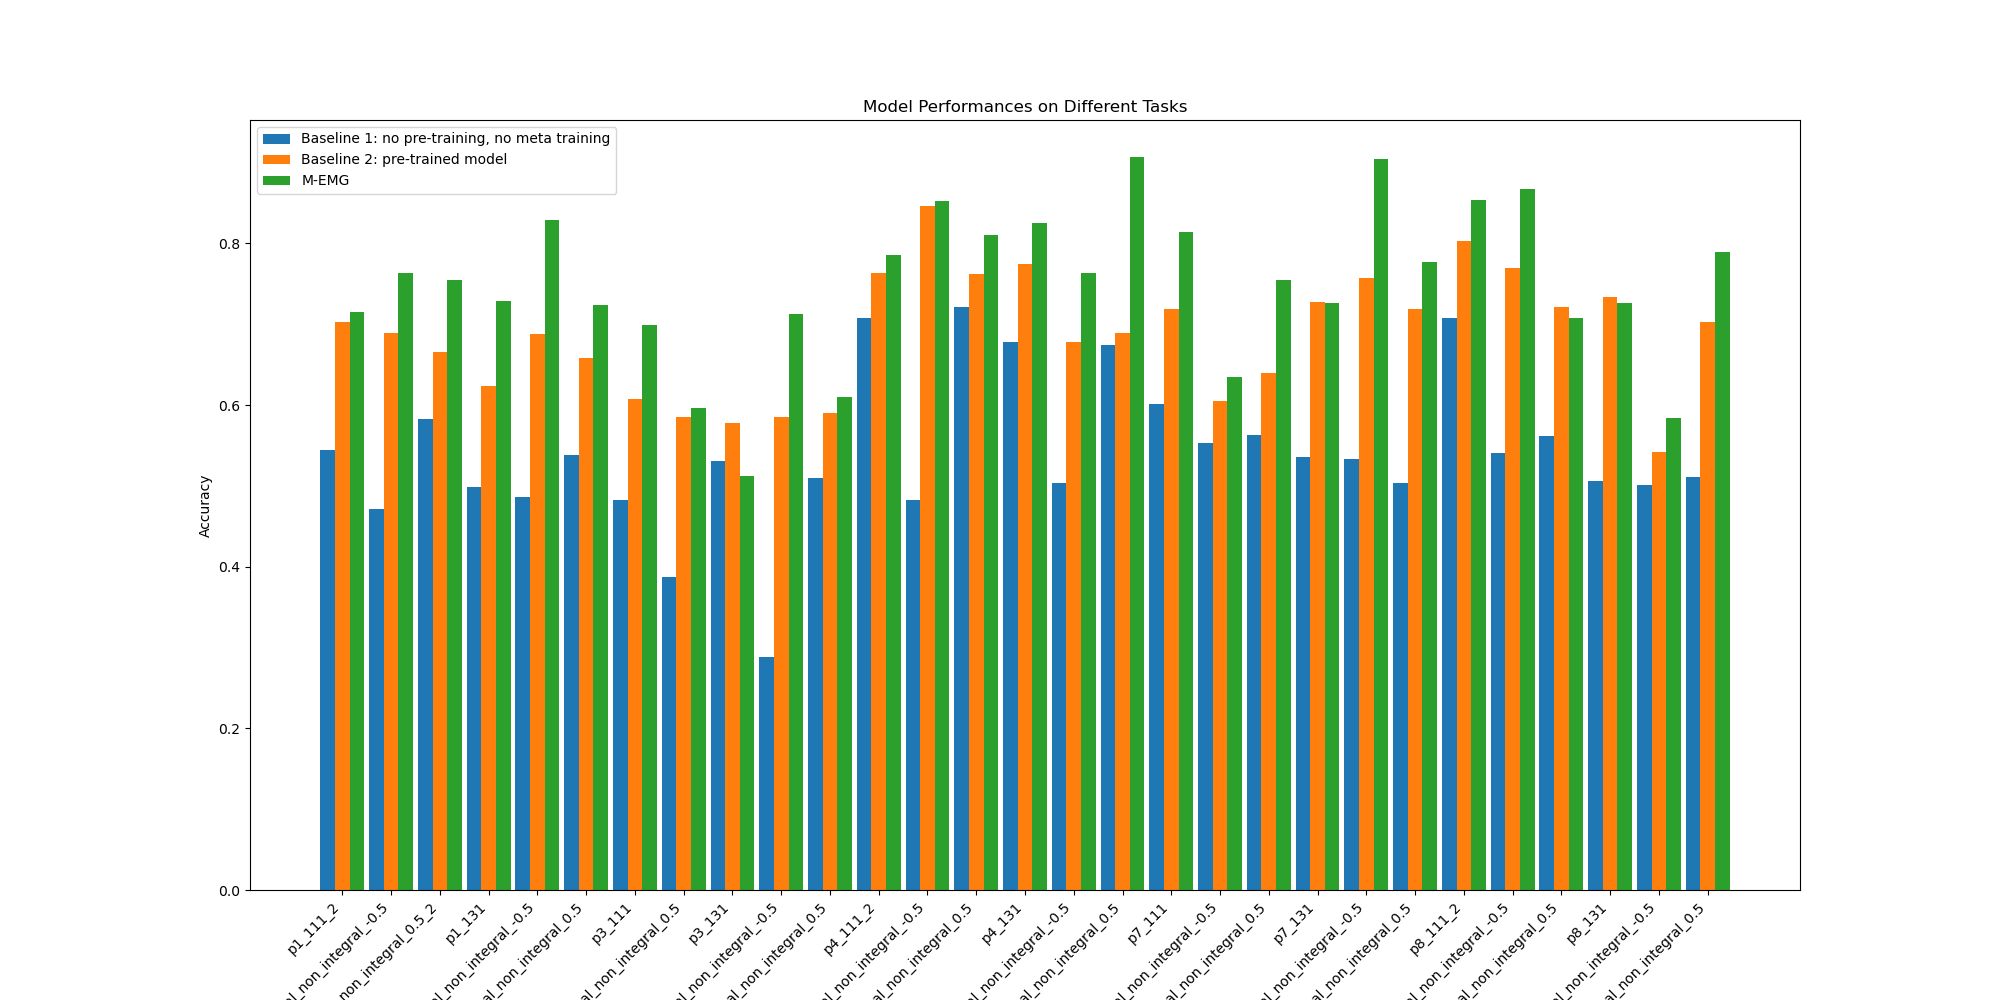 Model Performances on Different Tasks
Baseline 1: no pre-training, no meta training
Baseline 2: pre-trained model
M-EMG
Accuracy
0.8
0.6
0.4
0.2
0.0
p1_111_2
_non_integral_-0.5
non_integral_0.5_2
p1_131
_non_integral_-0.5
al_non_integral_0.5
p3_111
al_non_integral_0.5
p3_131
_non_integral_-0.5
al_non_integral_0.5
p4_111_2
_non_integral_-0.5
al_non_integral_0.5
p4_131
al_non_integral_-0.5
al_non_integral_0.5
p7_111
al_non_integral_-0.5
al_non_integral_0.5
p7_131
al_non_integral_-0.5
al_non_integral_0.5
p8_111_2
al_non_integral_-0.5
al_non_integral_0.5
p8_131
al_non_integral_-0.5
al_non_integral_0.5